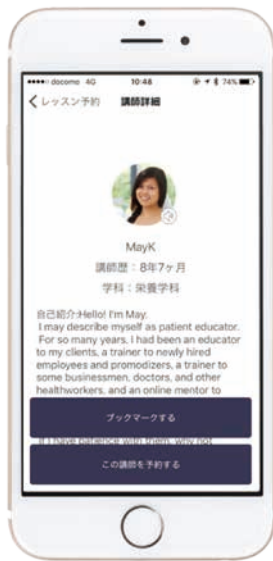 docomo 4G 10:48 74%
レッスン予約 講師詳細
MayK
講師歴：8年7ヶ月
学科：栄養学科
自己紹介:Hello! I'm May.
I may describe myself as patient educator.
For so many years, I had been an educator
to my clients, a trainer to newly hired
employees and promodizers, a trainer to
some businessmen, doctors, and other
healthworkers, and an online mentor to
ブックマークする
If I have patience with them, why not
この講師を予約する